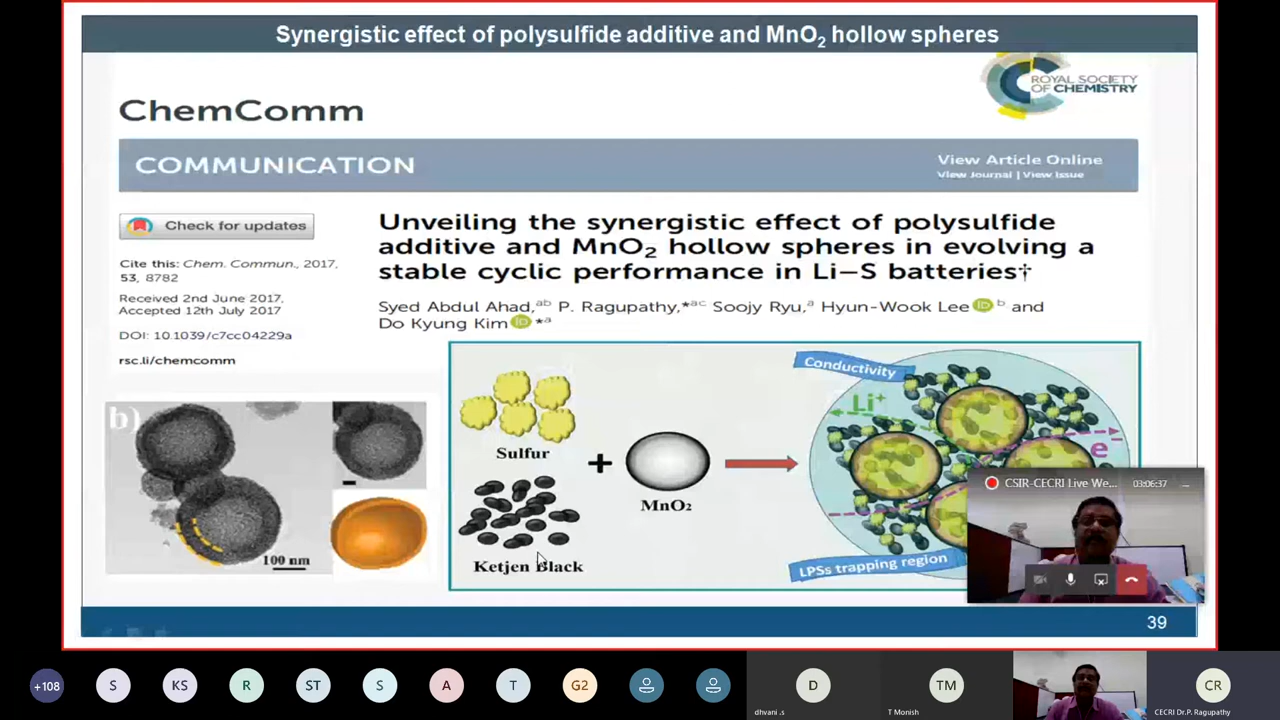 Synergistic effect of polysulfide additive and MnO₂ hollow spheres
ROYAL SOCIETY
OF CHEMISTRY
ChemComm
COMMUNICATION
View Article Online
View Journal | View Issue
Check for updates
Cite this: Chem. Commun., 2017,
53, 8782
Received 2nd June 2017,
Accepted 12th July 2017
DOI: 10.1039/c7cc04229a
rsc.li/chemcomm
Unveiling the synergistic effect of polysulfide
additive and MnO₂ hollow spheres in evolving a
stable cyclic performance in Li–S batteries†
Syed Abdul Ahad,ᵃᵇ P. Ragupathy,*ᵃᶜ Soojy Ryu,ᵃ Hyun-Wook Lee iD ᵇ and
Do Kyung Kim iD *ᵃ
b)
100 nm
Sulfur
+
MnO₂
Ketjen Black
Conductivity
Li⁺
e⁻
LPSs trapping region
CSIR-CECRI Live We...
03:06:37
39
+108
S
KS
R
ST
S
A
T
G2
D
dhvani .s
TM
T Monish
CR
CECRI Dr.P. Ragupathy